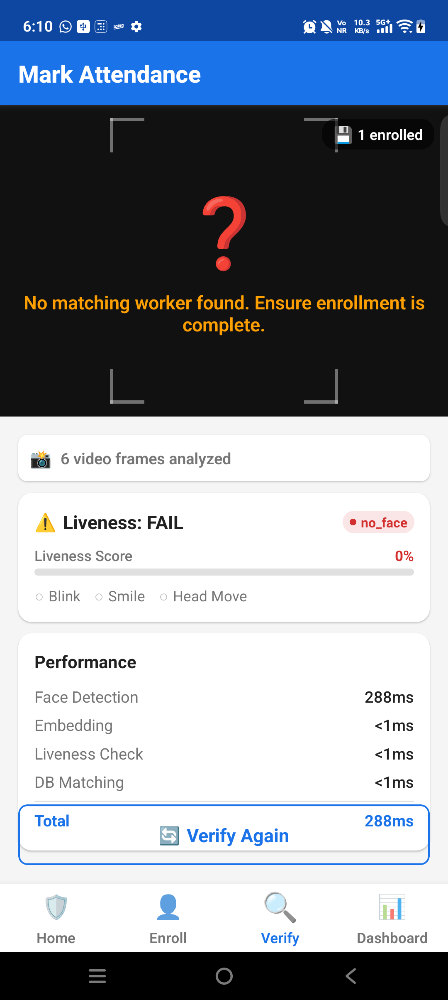 6:10
toing
Vo
NR
10.3
KB/s
5G+
Mark Attendance
1 enrolled
No matching worker found. Ensure enrollment is
complete.
6 video frames analyzed
Liveness: FAIL
no_face
Liveness Score
0%
Blink
Smile
Head Move
Performance
Face Detection
288ms
Embedding
<1ms
Liveness Check
<1ms
DB Matching
<1ms
Total
288ms
Verify Again
Home
Enroll
Verify
Dashboard